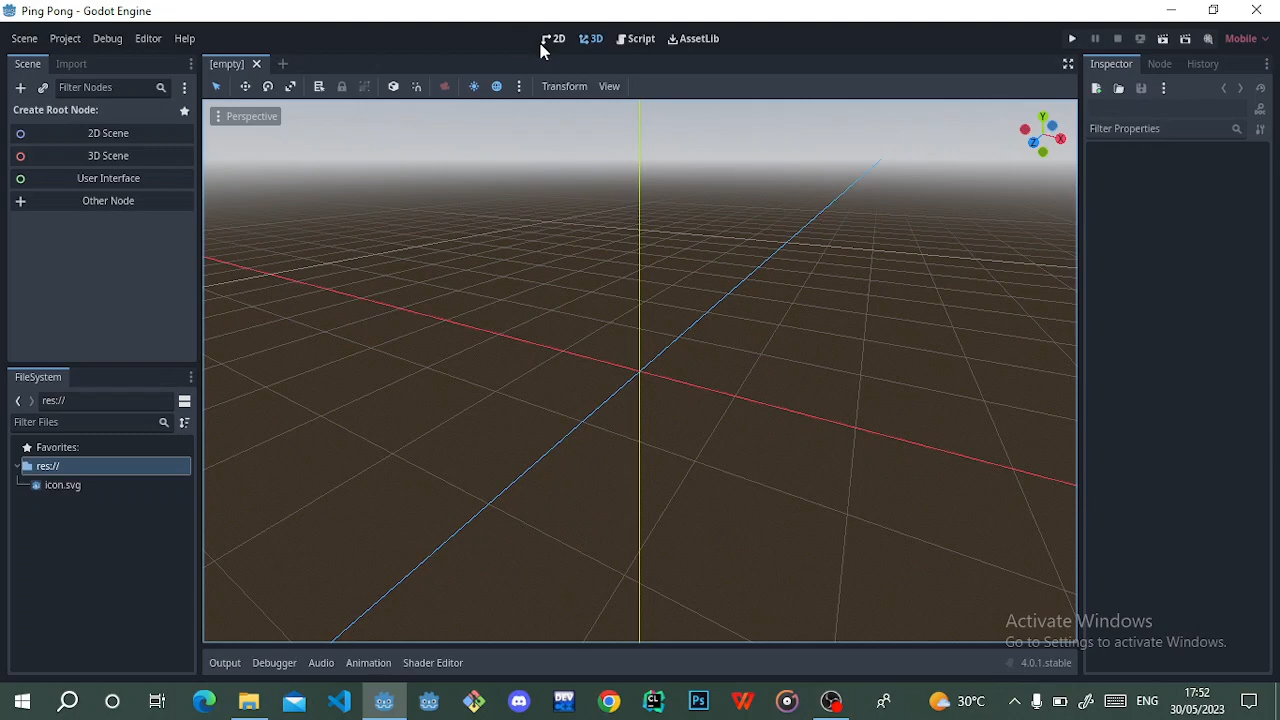 Ping Pong - Godot Engine
Scene Project Debug Editor Help 2D 3D Script AssetLib Mobile
Scene Import [empty] Inspector Node History
Filter Nodes Transform View
Create Root Node:
Perspective
2D Scene
3D Scene
User Interface
Other Node
Filter Properties
Y
X
Z
FileSystem
res://
Filter Files
Favorites:
res://
icon.svg
Activate Windows
Go to Settings to activate Windows.
Output Debugger Audio Animation Shader Editor 4.0.1.stable
30°C ENG 17:52
30/05/2023
DEV
CL
Ps